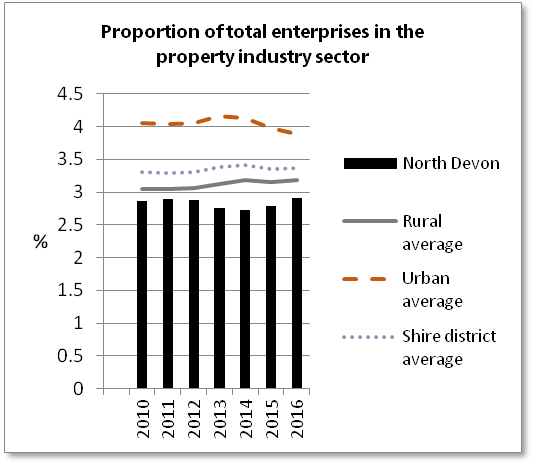 Proportion of total enterprises in the
property industry sector
4.5
4
3.5
3
2.5
2
1.5
1
0.5
0
%
2010
2011
2012
2013
2014
2015
2016
North Devon
Rural
average
Urban
average
Shire district
average